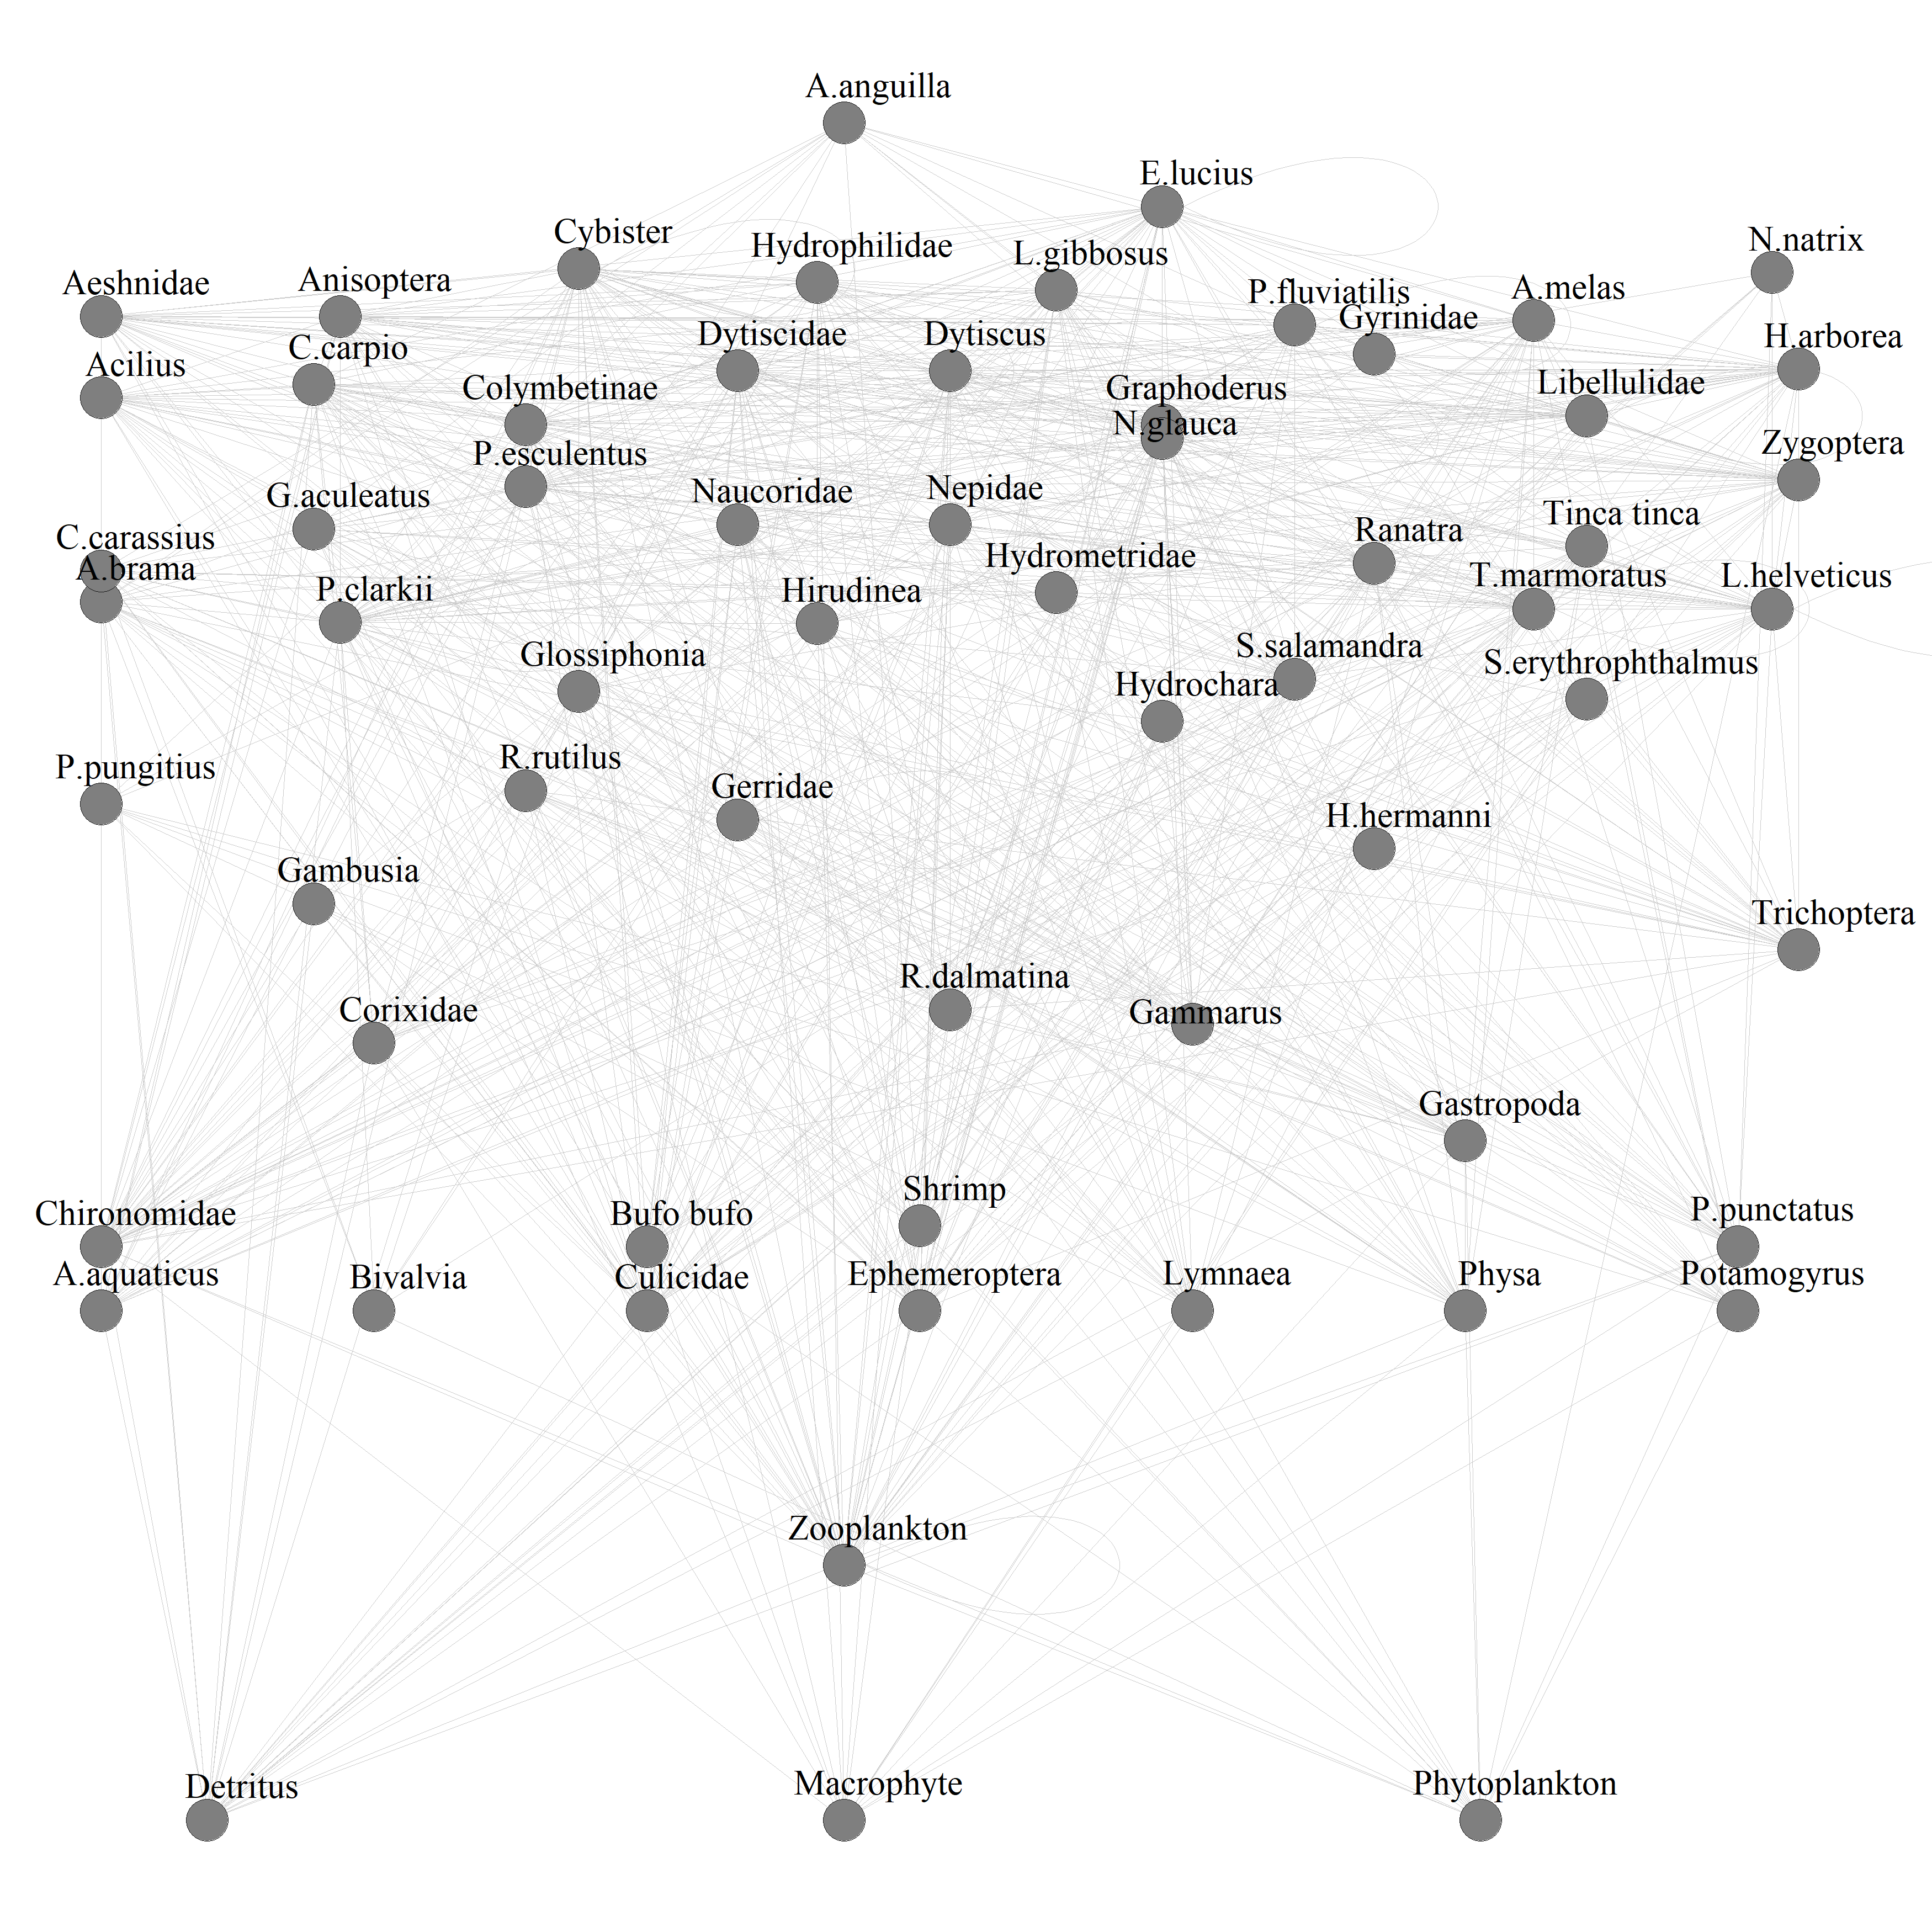 A.anguilla
E.lucius
Cybister
Hydrophilidae
L.gibbosus
N.natrix
Aeshnidae
Anisoptera
P.fluviatilis
A.melas
Gyrinidae
Acilius
C.carpio
Dytiscidae
Dytiscus
H.arborea
Colymbetinae
Graphoderus
Libellulidae
N.glauca
P.esculentus
Zygoptera
G.aculeatus
Naucoridae
Nepidae
Tinca tinca
C.carassius
Ranatra
A.brama
Hydrometridae
P.clarkii
Hirudinea
T.marmoratus
L.helveticus
Glossiphonia
S.salamandra
S.erythrophthalmus
Hydrochara
P.pungitius
R.rutilus
Gerridae
H.hermanni
Gambusia
Trichoptera
R.dalmatina
Corixidae
Gammarus
Gastropoda
Shrimp
Chironomidae
Bufo bufo
P.punctatus
A.aquaticus
Bivalvia
Culicidae
Ephemeroptera
Lymnaea
Physa
Potamogyrus
Zooplankton
Detritus
Macrophyte
Phytoplankton